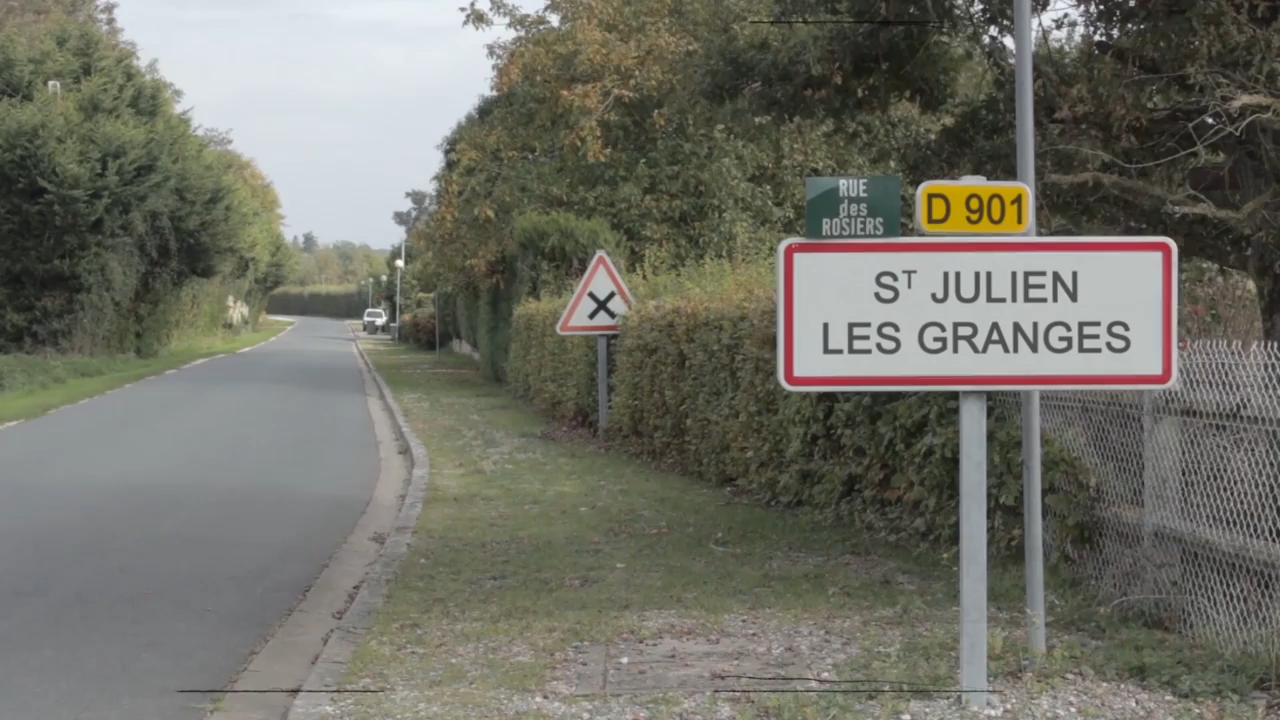 RUE
des
ROSIERS
D 901
Sᵀ JULIEN
LES GRANGES